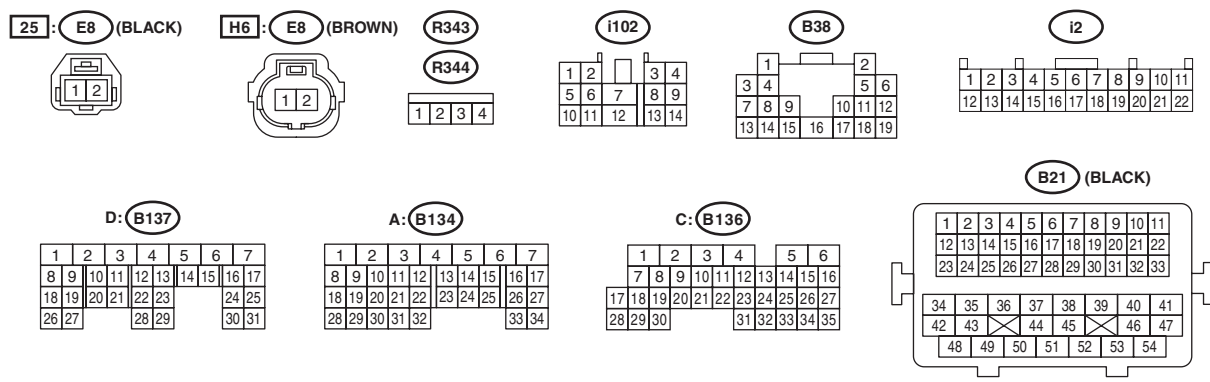 25 : E8 (BLACK)
H6 : E8 (BROWN)
R343
R344
i102
B38
i2
1 2
1 2
1 2 3 4
1 2 3 4
5 6 7 8 9
10 11 12 13 14
1 2
3 4 5 6
7 8 9 10 11 12
13 14 15 16 17 18 19
1 2 3 4 5 6 7 8 9 10 11
12 13 14 15 16 17 18 19 20 21 22
D: B137
1 2 3 4 5 6 7
8 9 10 11 12 13 14 15 16 17
18 19 20 21 22 23 24 25
26 27 28 29 30 31
A: B134
1 2 3 4 5 6 7
8 9 10 11 12 13 14 15 16 17
18 19 20 21 22 23 24 25 26 27
28 29 30 31 32 33 34
C: B136
1 2 3 4 5 6
7 8 9 10 11 12 13 14 15 16
17 18 19 20 21 22 23 24 25 26 27
28 29 30 31 32 33 34 35
B21 (BLACK)
1 2 3 4 5 6 7 8 9 10 11
12 13 14 15 16 17 18 19 20 21 22
23 24 25 26 27 28 29 30 31 32 33
34 35 36 37 38 39 40 41
42 43 44 45 46 47
48 49 50 51 52 53 54